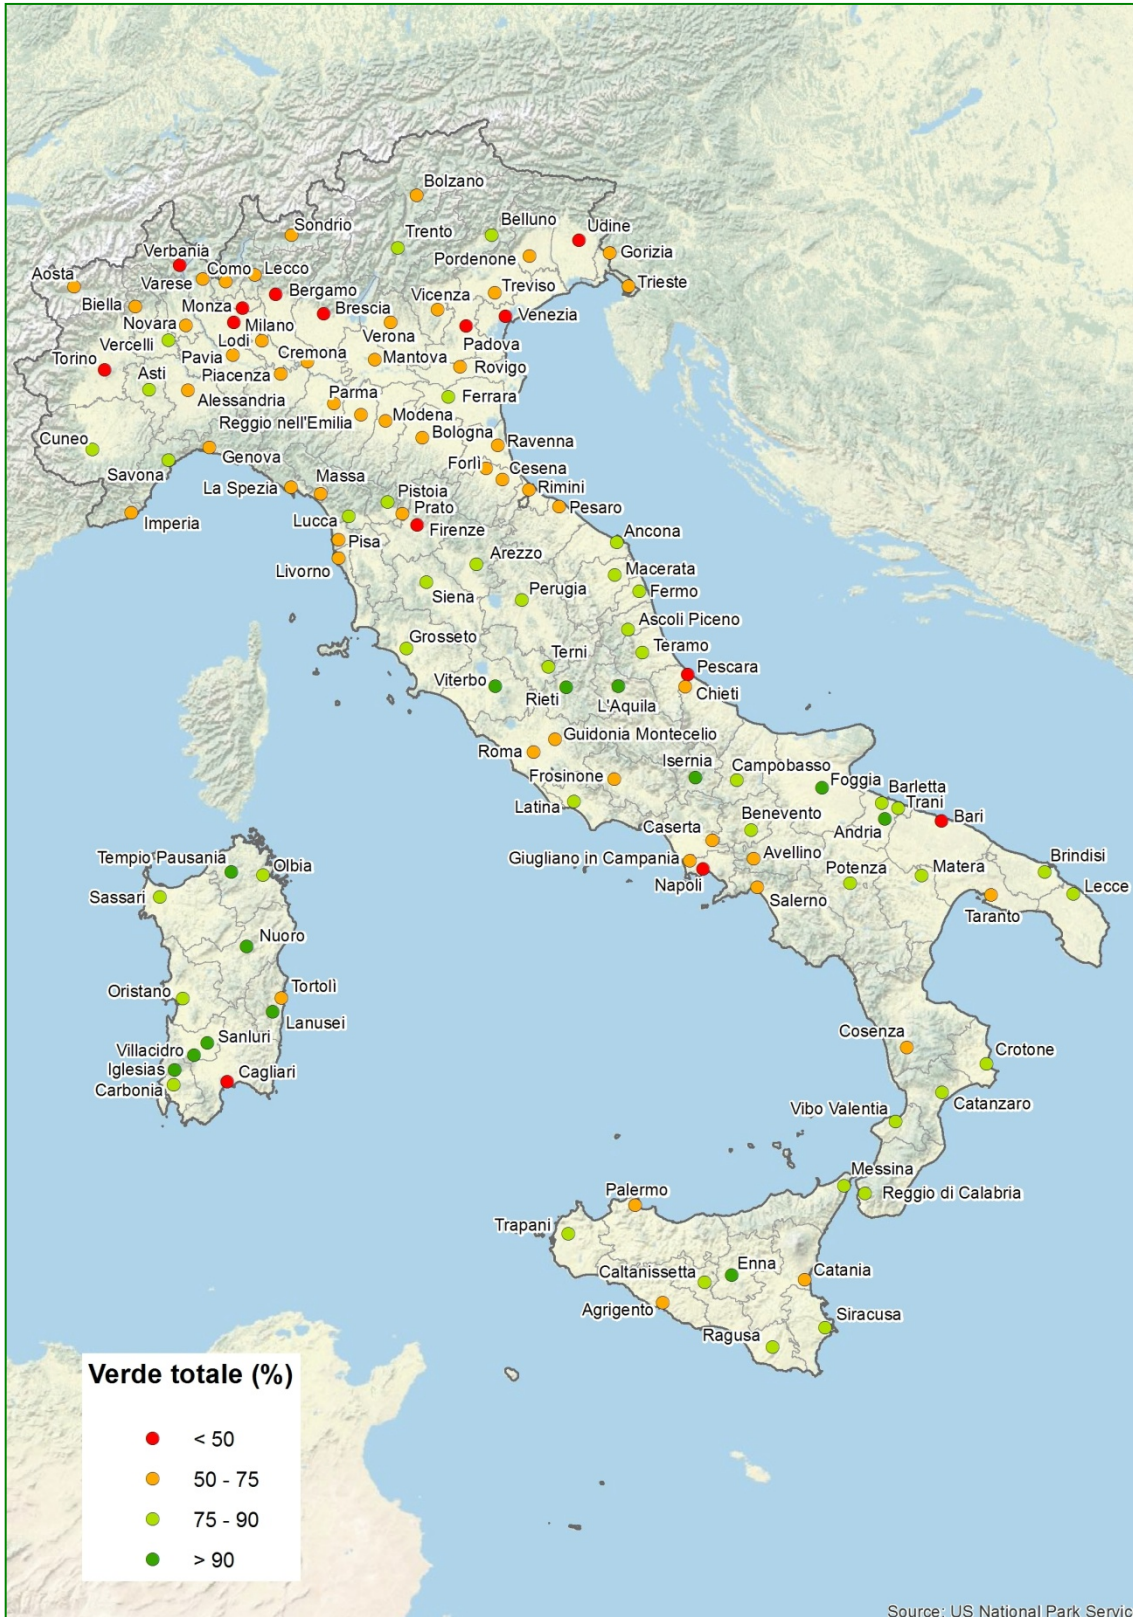 Bolzano
Sondrio
Trento
Belluno
Udine
Verbania
Pordenone
Gorizia
Aosta
Varese
Como
Lecco
Bergamo
Treviso
Trieste
Biella
Monza
Brescia
Vicenza
Venezia
Novara
Milano
Verona
Padova
Vercelli
Lodi
Torino
Pavia
Cremona
Mantova
Rovigo
Asti
Piacenza
Alessandria
Parma
Ferrara
Reggio nell'Emilia
Modena
Cuneo
Bologna
Ravenna
Genova
Savona
Forlì
Cesena
La Spezia
Massa
Rimini
Imperia
Pistoia
Prato
Pesaro
Lucca
Firenze
Pisa
Ancona
Livorno
Arezzo
Macerata
Siena
Perugia
Fermo
Ascoli Piceno
Grosseto
Terni
Teramo
Viterbo
Rieti
L'Aquila
Pescara
Chieti
Roma
Guidonia Montecelio
Isernia
Campobasso
Frosinone
Foggia
Barletta
Latina
Trani
Benevento
Andria
Bari
Caserta
Giugliano in Campania
Avellino
Tempio Pausania
Olbia
Napoli
Potenza
Matera
Brindisi
Sassari
Salerno
Taranto
Lecce
Nuoro
Oristano
Tortolì
Lanusei
Sanluri
Villacidro
Iglesias
Cagliari
Carbonia
Cosenza
Crotone
Vibo Valentia
Catanzaro
Messina
Palermo
Reggio di Calabria
Trapani
Caltanissetta
Enna
Catania
Agrigento
Siracusa
Ragusa
Verde totale (%)
< 50
50 - 75
75 - 90
> 90
Source: US National Park Servic